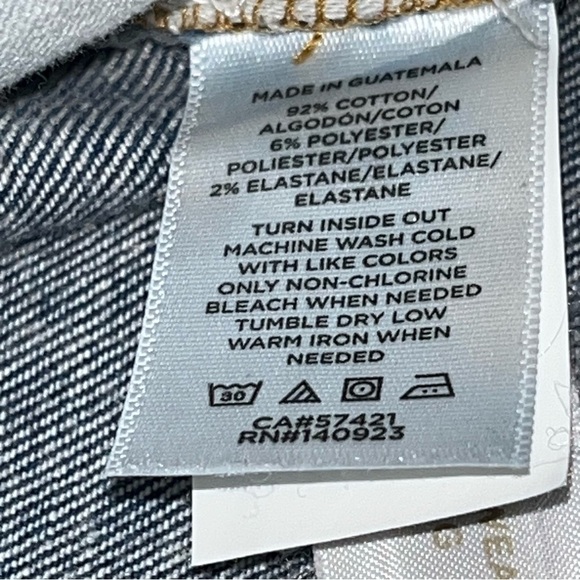 MADE IN GUATEMALA
92% COTTON/
ALGODÓN/COTON
6% POLYESTER/
POLIESTER/POLYESTER
2% ELASTANE/ELASTANE/
ELASTANE
TURN INSIDE OUT
MACHINE WASH COLD
WITH LIKE COLORS
ONLY NON-CHLORINE
BLEACH WHEN NEEDED
TUMBLE DRY LOW
WARM IRON WHEN
NEEDED
30
CA#57421
RN#140923